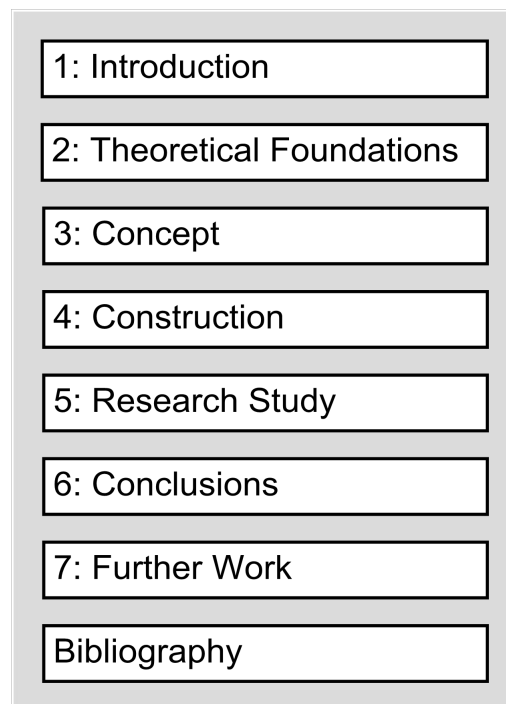 1: Introduction
2: Theoretical Foundations
3: Concept
4: Construction
5: Research Study
6: Conclusions
7: Further Work
Bibliography